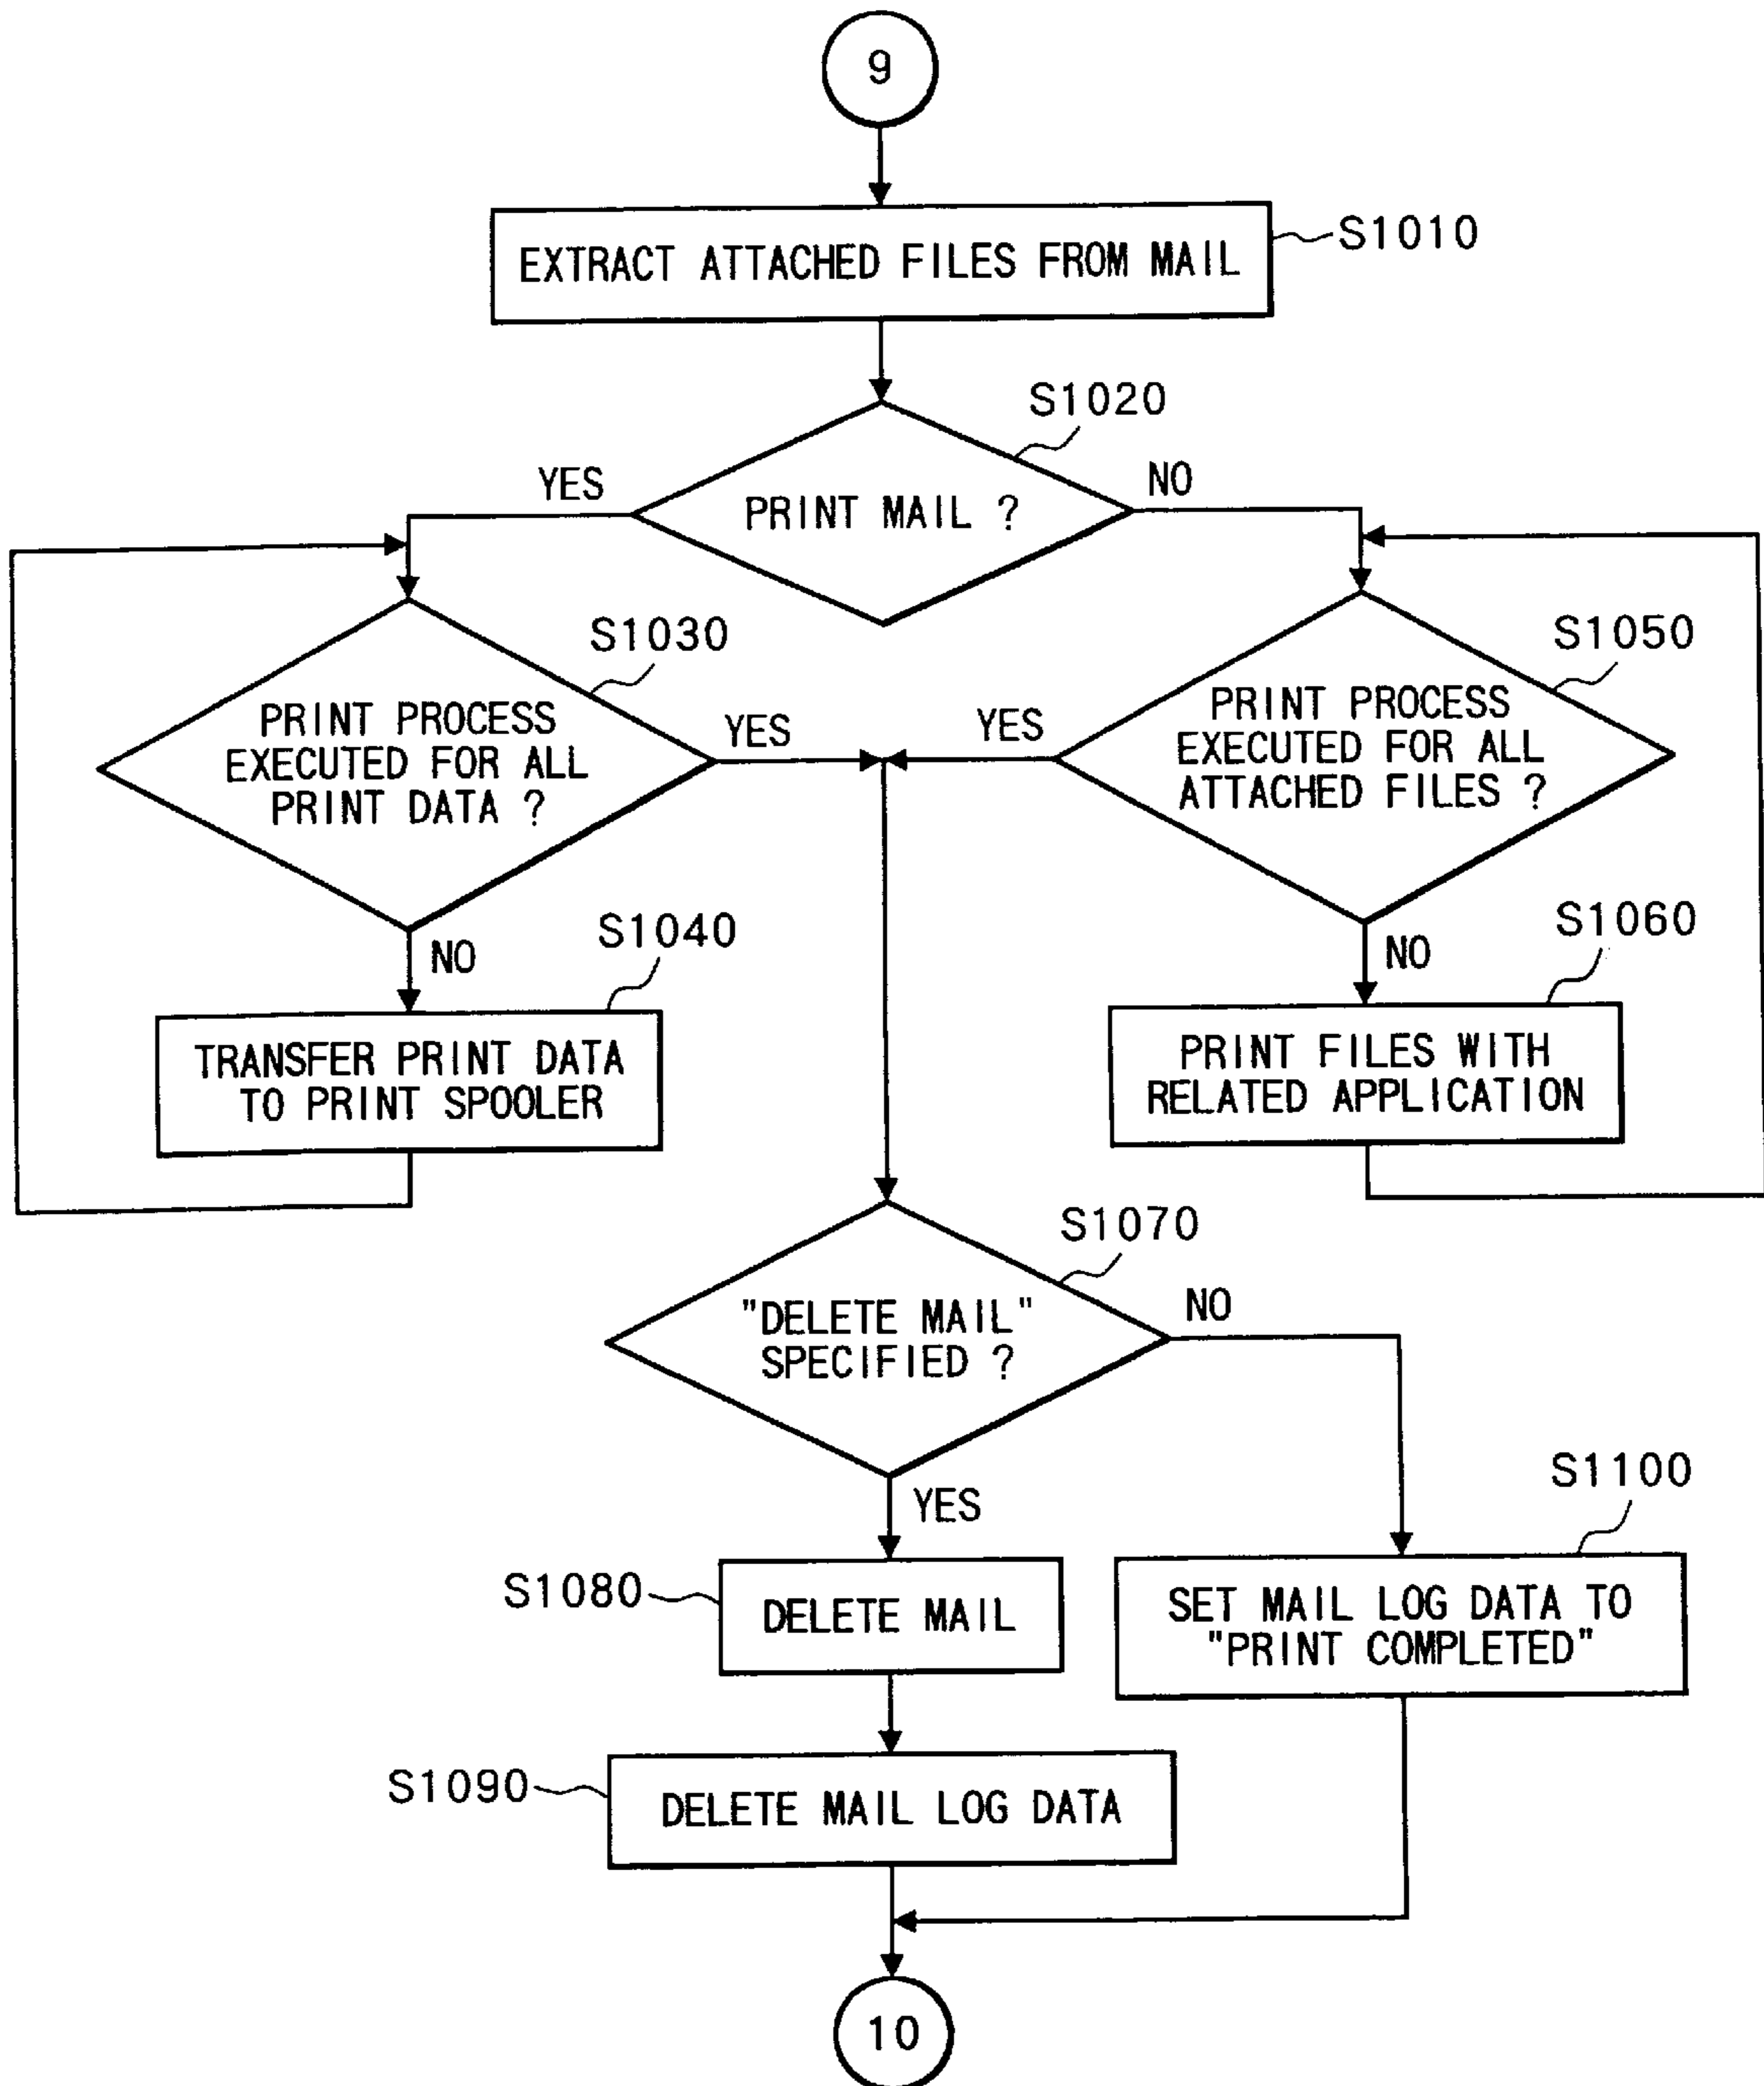 9
EXTRACT ATTACHED FILES FROM MAIL
S1010
S1020
YES
PRINT MAIL ?
NO
S1030
PRINT PROCESS
EXECUTED FOR ALL
PRINT DATA ?
YES
YES
S1050
PRINT PROCESS
EXECUTED FOR ALL
ATTACHED FILES ?
NO
S1040
TRANSFER PRINT DATA
TO PRINT SPOOLER
NO
S1060
PRINT FILES WITH
RELATED APPLICATION
S1070
"DELETE MAIL"
SPECIFIED ?
NO
YES
S1080
DELETE MAIL
S1100
SET MAIL LOG DATA TO
"PRINT COMPLETED"
S1090
DELETE MAIL LOG DATA
10